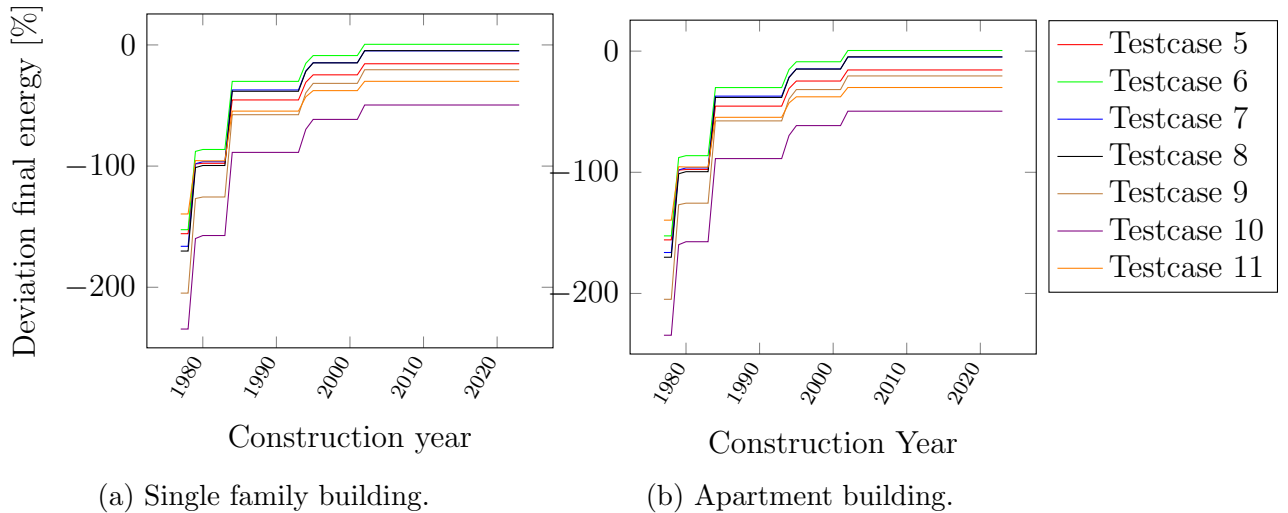 Deviation final energy [%]
0
−100
−200
1980
1990
2000
2010
2020
Construction year
(a) Single family building.
0
−100
−200
1980
1990
2000
2010
2020
Construction Year
(b) Apartment building.
Testcase 5
Testcase 6
Testcase 7
Testcase 8
Testcase 9
Testcase 10
Testcase 11